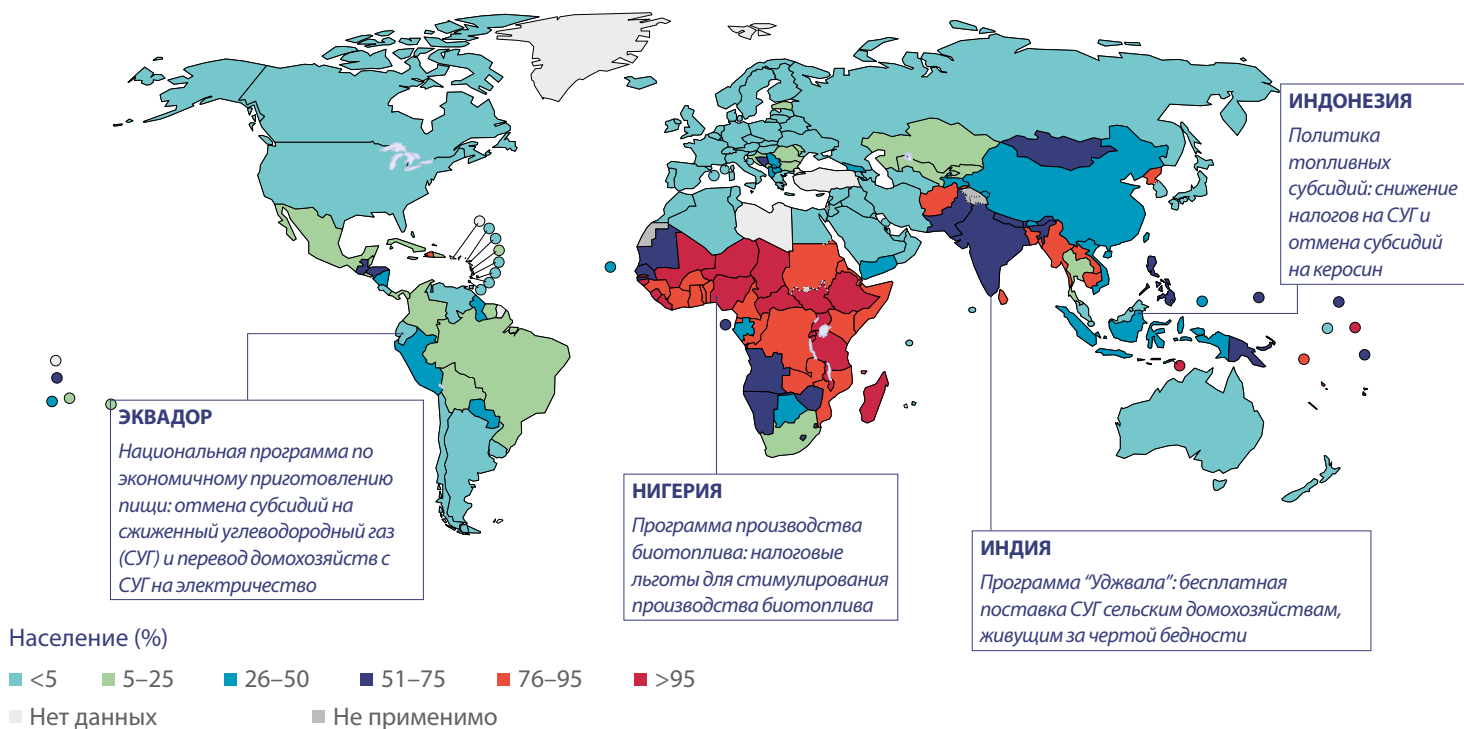 ИНДОНЕЗИЯ
Политика
топливных
субсидий: снижение
налогов на СУГ и
отмена субсидий
на керосин
ЭКВАДОР
Национальная программа по
экономичному приготовлению
пищи: отмена субсидий на
сжиженный углеводородный газ
(СУГ) и перевод домохозяйств с
СУГ на электричество
НИГЕРИЯ
Программа производства
биотоплива: налоговые
льготы для стимулирования
производства биотоплива
ИНДИЯ
Программа “Уджвала”: бесплатная
поставка СУГ сельским домохозяйствам,
живущим за чертой бедности
Население (%)
<5 5–25 26–50 51–75 76–95 >95
Нет данных Не применимо